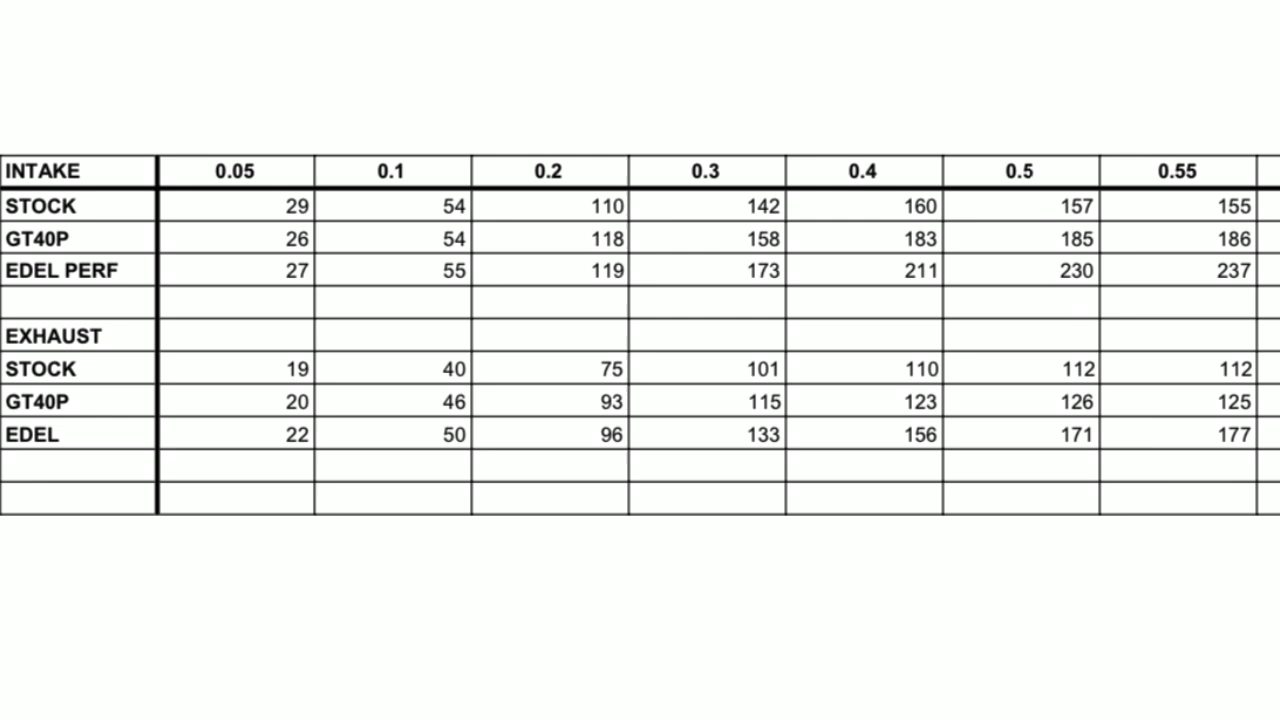 INTAKE 0.05 0.1 0.2 0.3 0.4 0.5 0.55
STOCK 29 54 110 142 160 157 155
GT40P 26 54 118 158 183 185 186
EDEL PERF 27 55 119 173 211 230 237
EXHAUST
STOCK 19 40 75 101 110 112 112
GT40P 20 46 93 115 123 126 125
EDEL 22 50 96 133 156 171 177